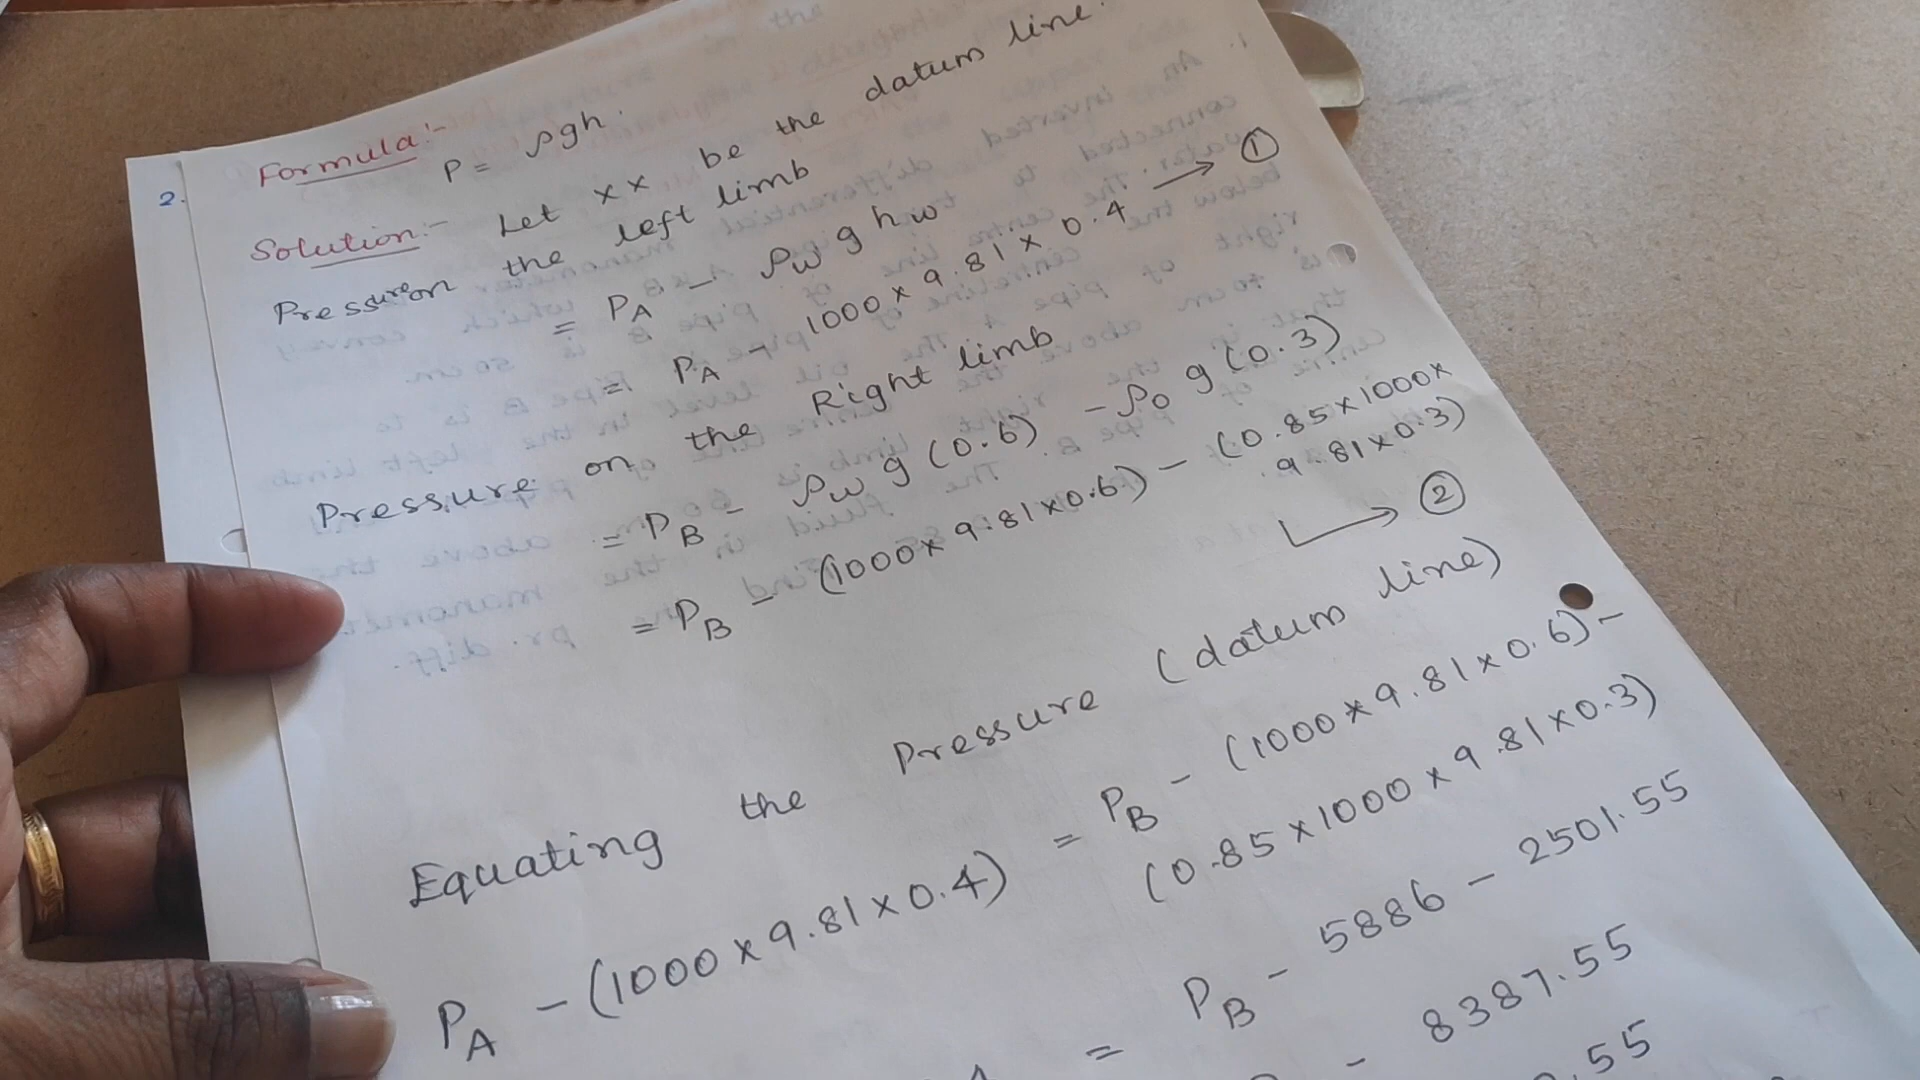 2.
Formula:-
P = ρgh.
Solution:- Let xx be the datum line.
Pressure on the left limb
= PA - ρw g hw
= PA - 1000 × 9.81 × 0.4 → ①
Pressure on the Right limb
= PB - ρw g (0.6) - ρo g (0.3)
= PB - (1000 × 9.81 × 0.6) - (0.85 × 1000 ×
9.81 × 0.3)
→ ②
Equating the Pressure (datum line)
PA - (1000 × 9.81 × 0.4) = PB - (1000 × 9.81 × 0.6) -
(0.85 × 1000 × 9.81 × 0.3)
= PB - 5886 - 2501.55
- 8387.55
.55